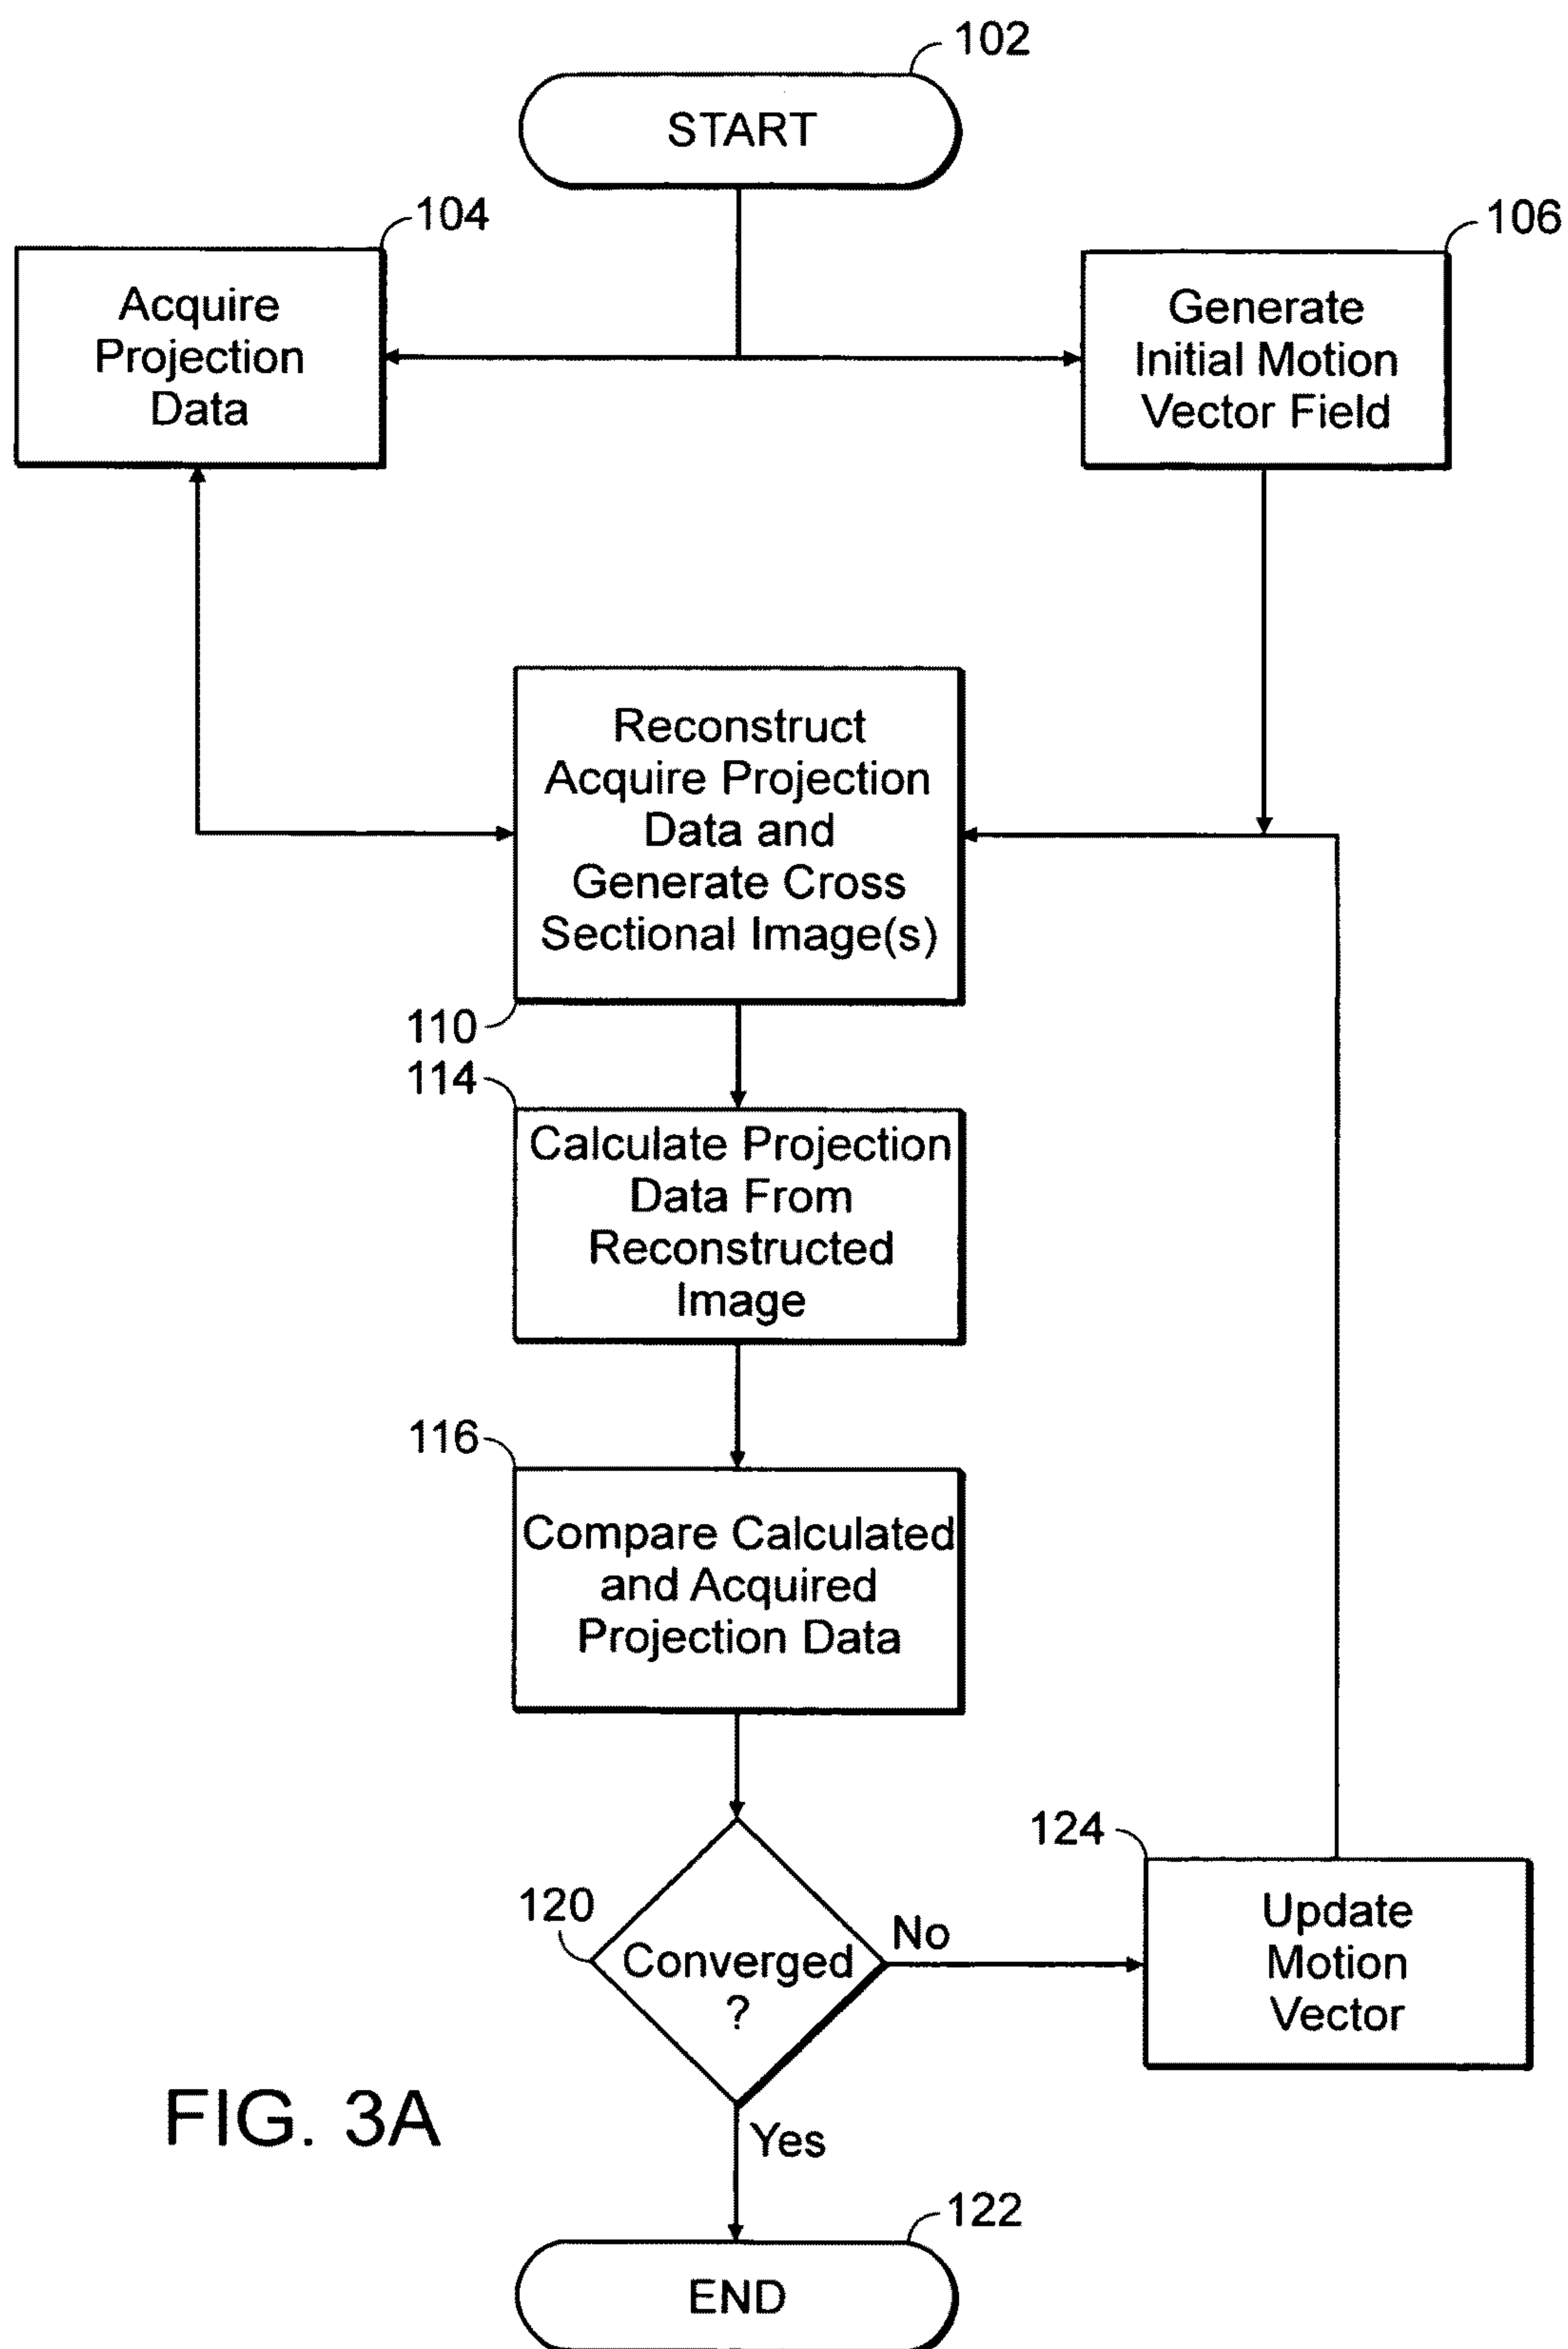 102
START
104
Acquire
Projection
Data
106
Generate
Initial Motion
Vector Field
Reconstruct
Acquire Projection
Data and
Generate Cross
Sectional Image(s)
110
114
Calculate Projection
Data From
Reconstructed
Image
116
Compare Calculated
and Acquired
Projection Data
120
Converged
?
No
124
Update
Motion
Vector
Yes
FIG. 3A
122
END